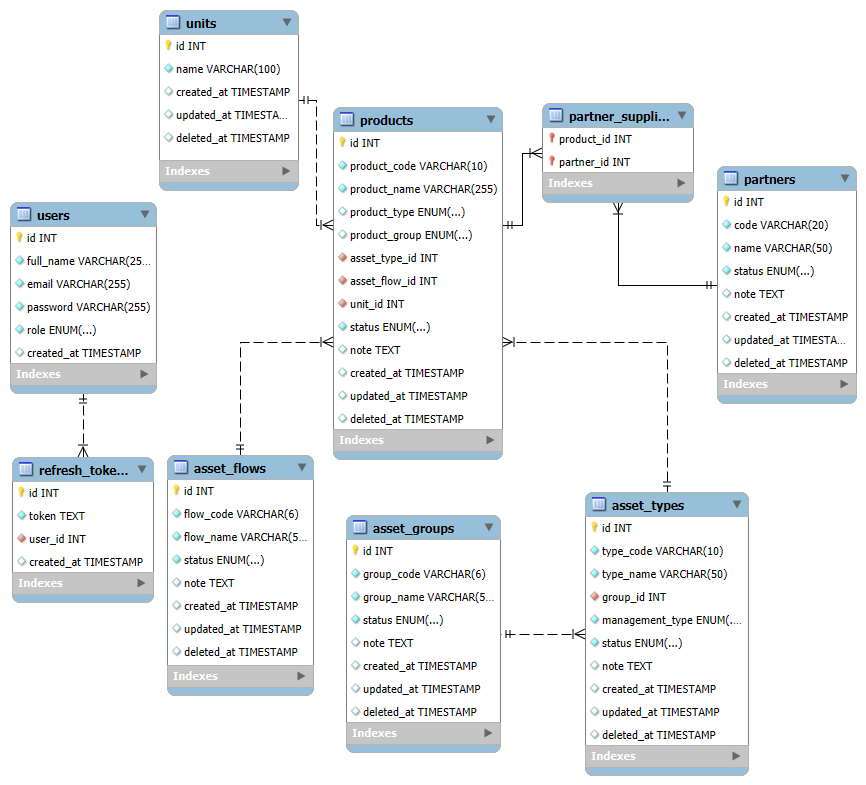 units
id INT
name VARCHAR(100)
created_at TIMESTAMP
updated_at TIMESTA...
deleted_at TIMESTAMP
Indexes
products
id INT
product_code VARCHAR(10)
product_name VARCHAR(255)
product_type ENUM(...)
product_group ENUM(...)
asset_type_id INT
asset_flow_id INT
unit_id INT
status ENUM(...)
note TEXT
created_at TIMESTAMP
updated_at TIMESTAMP
deleted_at TIMESTAMP
Indexes
partner_suppli...
product_id INT
partner_id INT
Indexes
partners
id INT
code VARCHAR(20)
name VARCHAR(50)
status ENUM(...)
note TEXT
created_at TIMESTAMP
updated_at TIMESTA...
deleted_at TIMESTAMP
Indexes
users
id INT
full_name VARCHAR(25...
email VARCHAR(255)
password VARCHAR(255)
role ENUM(...)
created_at TIMESTAMP
Indexes
refresh_toke...
id INT
token TEXT
user_id INT
created_at TIMESTAMP
Indexes
asset_flows
id INT
flow_code VARCHAR(6)
flow_name VARCHAR(5...
status ENUM(...)
note TEXT
created_at TIMESTAMP
updated_at TIMESTAMP
deleted_at TIMESTAMP
Indexes
asset_groups
id INT
group_code VARCHAR(6)
group_name VARCHAR(5...
status ENUM(...)
note TEXT
created_at TIMESTAMP
updated_at TIMESTAMP
deleted_at TIMESTAMP
Indexes
asset_types
id INT
type_code VARCHAR(10)
type_name VARCHAR(50)
group_id INT
management_type ENUM(...
status ENUM(...)
note TEXT
created_at TIMESTAMP
updated_at TIMESTAMP
deleted_at TIMESTAMP
Indexes